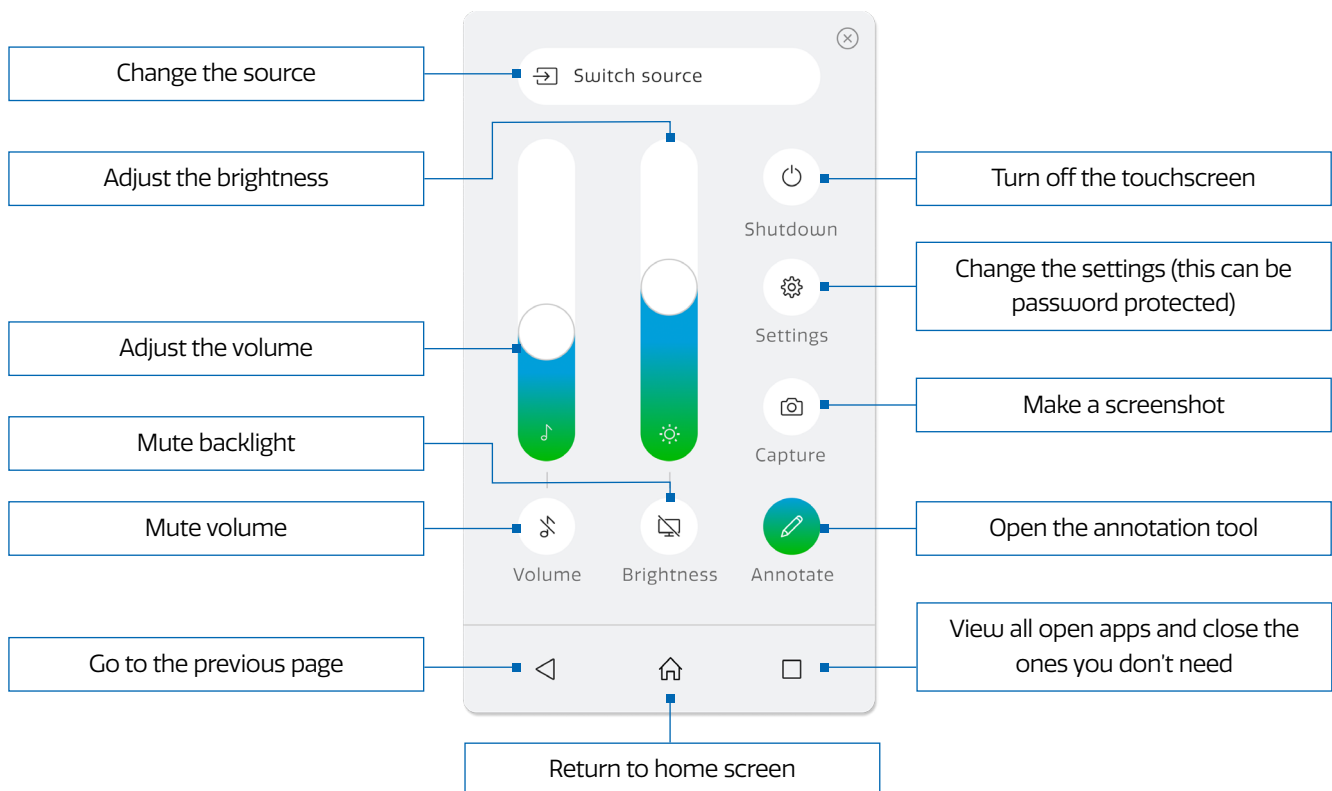 Change the source
Switch source
Adjust the brightness
Turn off the touchscreen
Shutdown
Change the settings (this can be
password protected)
Settings
Adjust the volume
Make a screenshot
Mute backlight
Capture
Mute volume
Open the annotation tool
Volume
Brightness
Annotate
Go to the previous page
View all open apps and close the
ones you don't need
Return to home screen